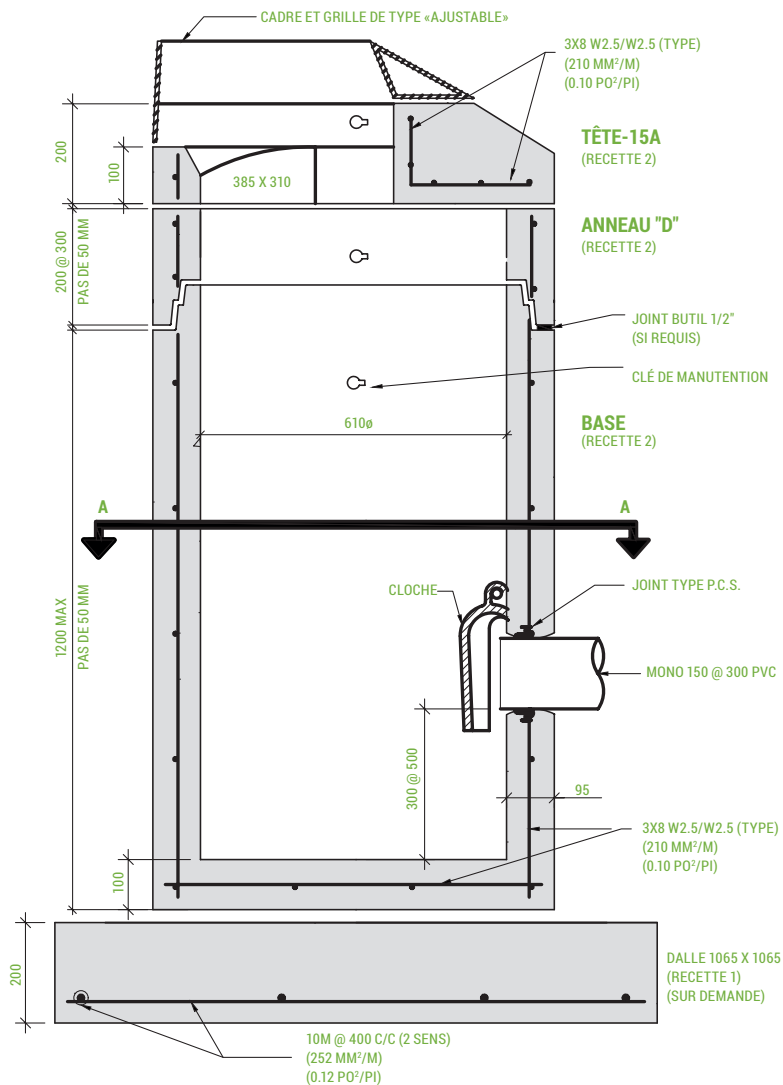 CADRE ET GRILLE DE TYPE «AJUSTABLE»
3X8 W2.5/W2.5 (TYPE)
(210 MM²/M)
(0.10 PO²/PI)
TÊTE-15A
(RECETTE 2)
200
100
385 X 310
ANNEAU "D"
(RECETTE 2)
200 @ 300
PAS DE 50 MM
JOINT BUTIL 1/2"
(SI REQUIS)
CLÉ DE MANUTENTION
610ø
BASE
(RECETTE 2)
A
A
1200 MAX
PAS DE 50 MM
CLOCHE
JOINT TYPE P.C.S.
MONO 150 @ 300 PVC
300 @ 500
95
3X8 W2.5/W2.5 (TYPE)
(210 MM²/M)
(0.10 PO²/PI)
100
200
DALLE 1065 X 1065
(RECETTE 1)
(SUR DEMANDE)
10M @ 400 C/C (2 SENS)
(252 MM²/M)
(0.12 PO²/PI)